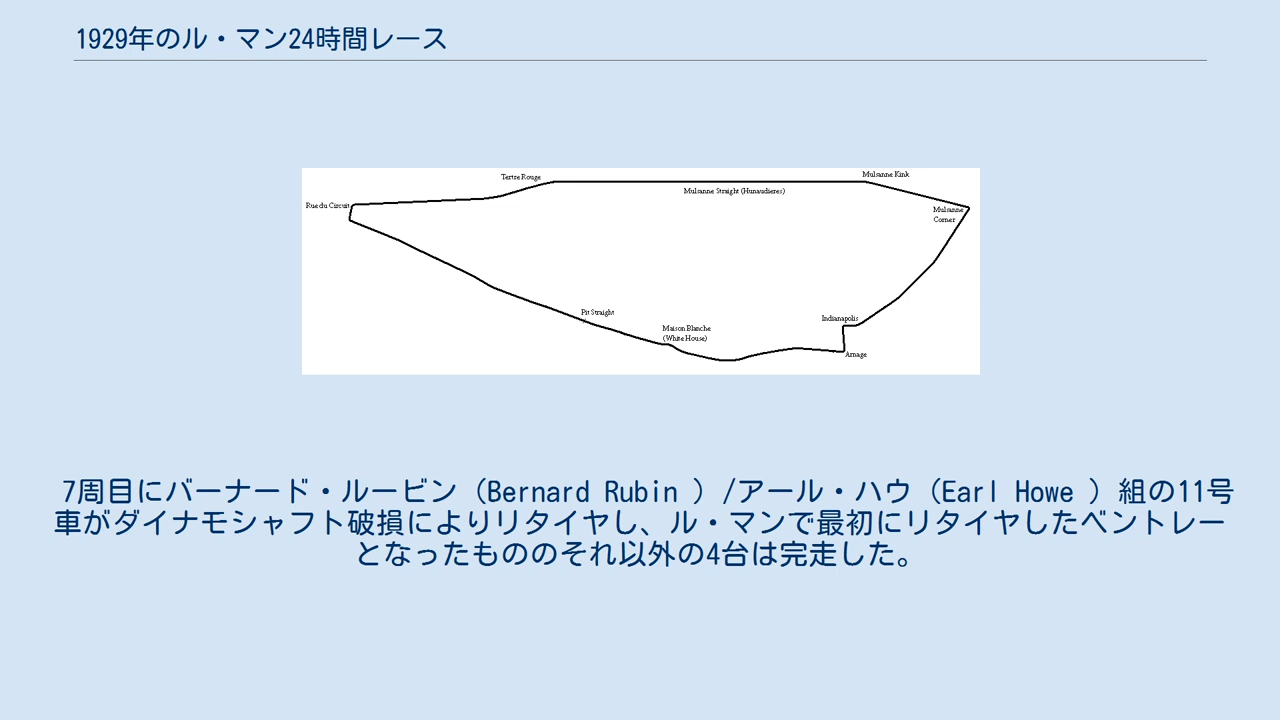 1929年のル・マン24時間レース
Tertre Rouge
Mulsanne Kink
Mulsanne Straight (Hunaudieres)
Rue du Circuit
Mulsanne
Corner
Pit Straight
Indianapolis
Maison Blanche
(White House)
Arnage
7周目にバーナード・ルービン（Bernard Rubin ）/アール・ハウ（Earl Howe ）組の11号
車がダイナモシャフト破損によりリタイヤし、ル・マンで最初にリタイヤしたベントレー
となったもののそれ以外の4台は完走した。